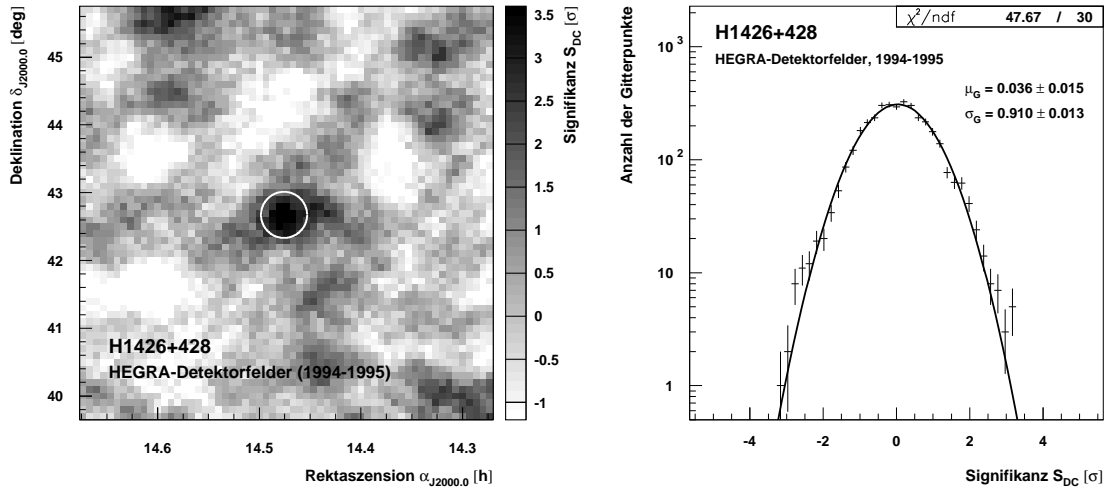 Deklination δJ2000.0 [deg]
45
44
43
42
41
40
H1426+428
HEGRA-Detektorfelder (1994-1995)
14.6
14.5
14.4
14.3
Rektaszension αJ2000.0 [h]
Signifikanz SDC [σ]
3.5
3
2.5
2
1.5
1
0.5
0
-0.5
-1
χ²/ndf 47.67 / 30
H1426+428
HEGRA-Detektorfelder, 1994-1995
μG = 0.036 ± 0.015
σG = 0.910 ± 0.013
Anzahl der Gitterpunkte
10³
10²
10
1
-4
-2
0
2
4
Signifikanz SDC [σ]